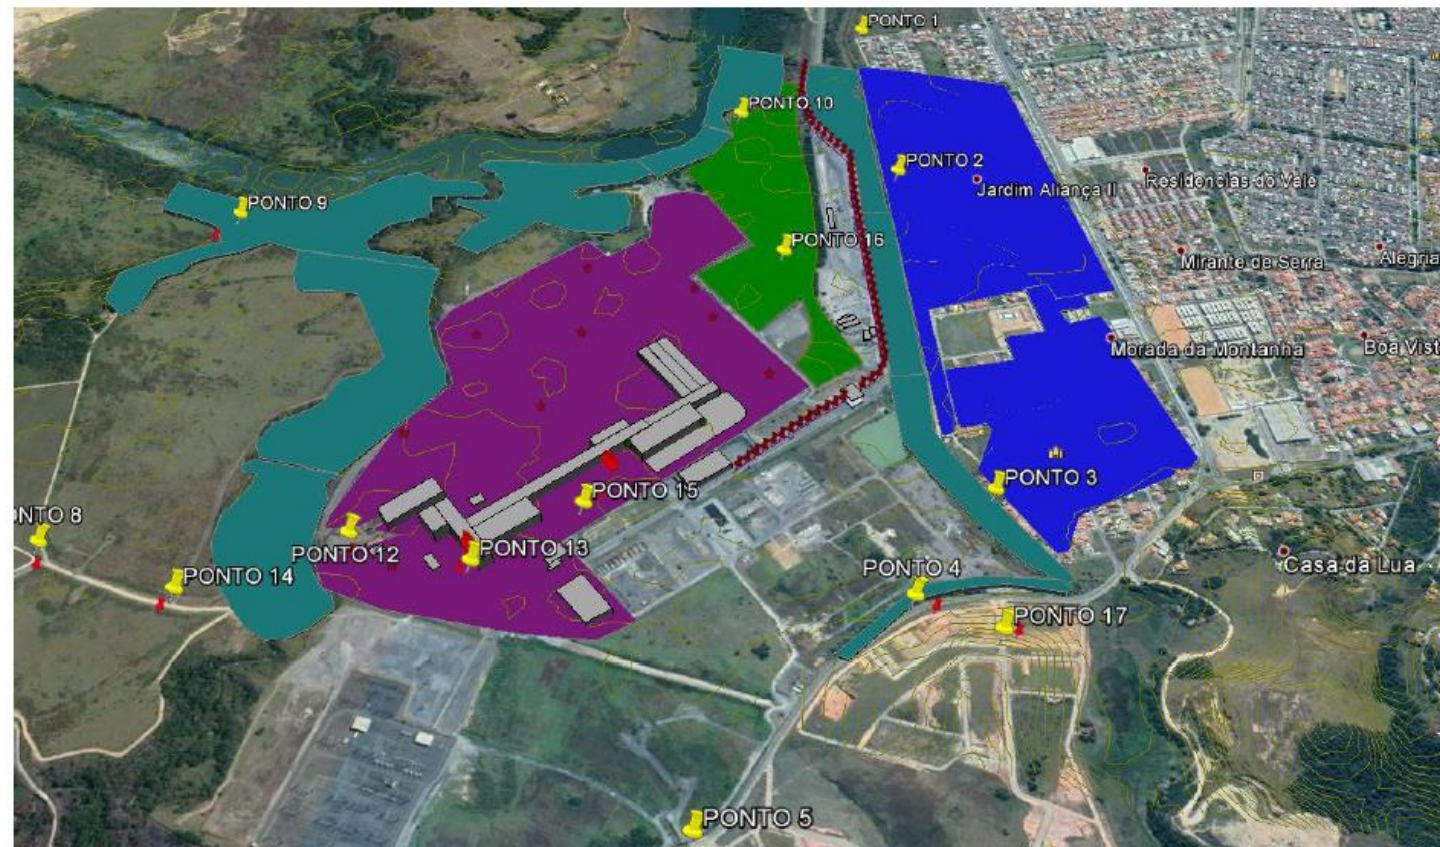 PONTO 1
PONTO 10
PONTO 2
Jardim Aliança II
Residencias do Vale
PONTO 9
PONTO 16
Mirante de Serra
Alegria
Morada da Montanha
Boa Vist
PONTO 3
PONTO 15
NTO 8
PONTO 12
PONTO 13
Casa da Lua
PONTO 14
PONTO 4
PONTO 17
PONTO 5